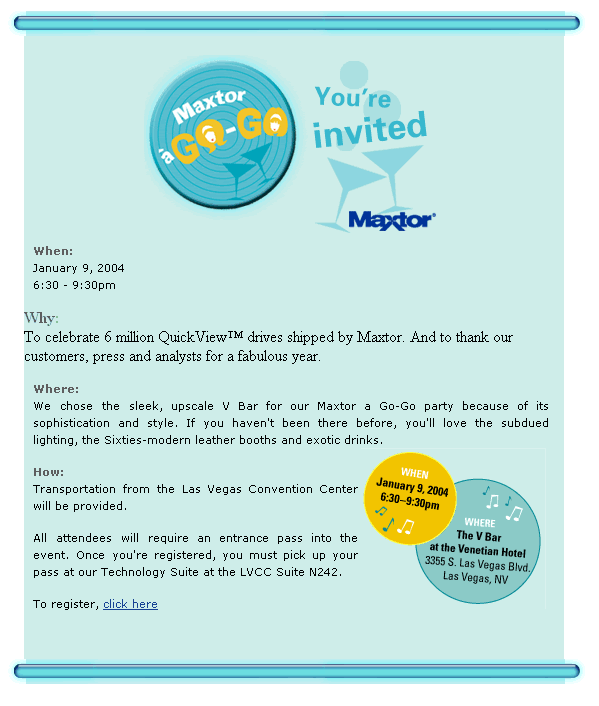 Maxtor
à Go-Go
You're
invited
Maxtor®
When:
January 9, 2004
6:30 - 9:30pm
Why:
To celebrate 6 million QuickView™ drives shipped by Maxtor. And to thank our
customers, press and analysts for a fabulous year.
Where:
We chose the sleek, upscale V Bar for our Maxtor a Go-Go party because of its
sophistication and style. If you haven't been there before, you'll love the subdued
lighting, the Sixties-modern leather booths and exotic drinks.
How:
Transportation from the Las Vegas Convention Center
will be provided.
All attendees will require an entrance pass into the
event. Once you're registered, you must pick up your
pass at our Technology Suite at the LVCC Suite N242.
To register, click here
WHEN
January 9, 2004
6:30–9:30pm
WHERE
The V Bar
at the Venetian Hotel
3355 S. Las Vegas Blvd.
Las Vegas, NV